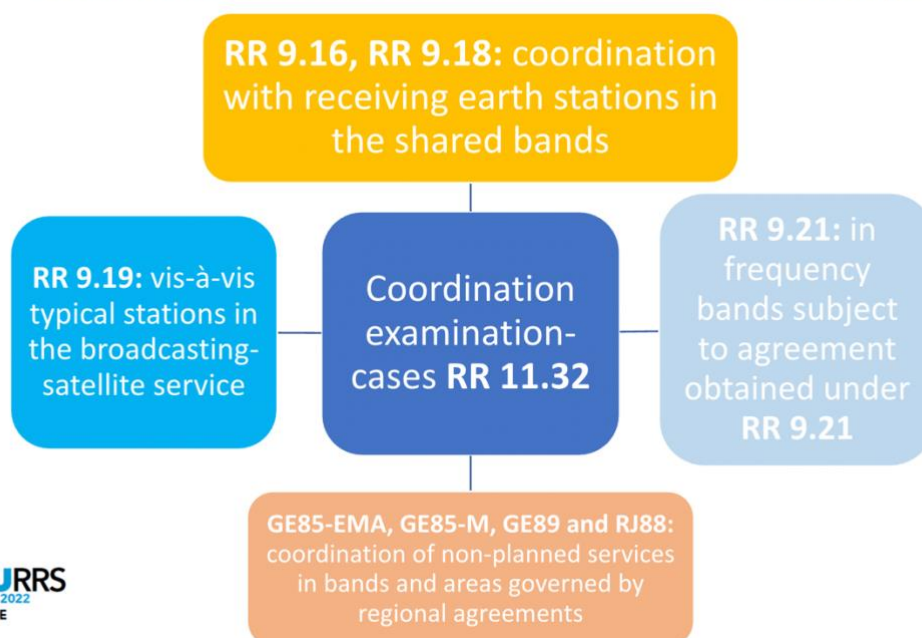 RR 9.16, RR 9.18: coordination
with receiving earth stations in
the shared bands
RR 9.19: vis-à-vis
typical stations in
the broadcasting-
satellite service
Coordination
examination-
cases RR 11.32
RR 9.21: in
frequency
bands subject
to agreement
obtained under
RR 9.21
GE85-EMA, GE85-M, GE89 and RJ88:
coordination of non-planned services
in bands and areas governed by
regional agreements
RRS
2022
E